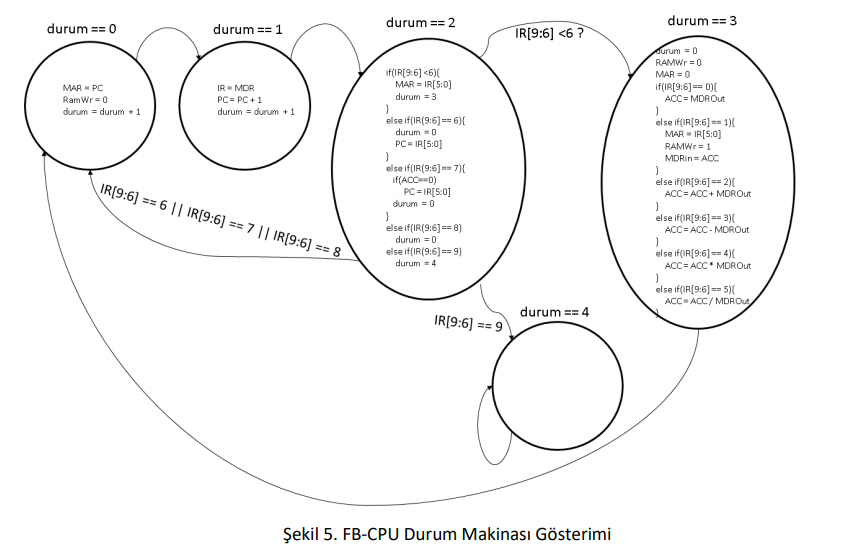 durum == 0
MAR = PC
RamWr = 0
durum = durum + 1
durum == 1
IR = MDR
PC = PC + 1
durum = durum + 1
durum == 2
if(IR[9:6] <6){
MAR = IR[5:0]
durum = 3
}
else if(IR[9:6]== 6){
durum = 0
PC = IR[5:0]
}
else if(IR(9:6]== 7){
if(ACC==0)
PC = IR[5:0]
durum = 0
}
else if(IR[9:6]== 8)
durum = 0
else if(IR[9:6]== 9)
durum = 4
IR[9:6] <6 ?
durum == 3
durum = 0
RAMWr = 0
MAR = 0
if(IR[9:6]== 0){
ACC = MDROut
}
else if(IR[9:6]== 1){
MAR = IR[5:0]
RAMWr = 1
MDRin = ACC
}
else if(IR[9:6]== 2){
ACC = ACC + MDROut
}
else if(IR[9:6]== 3){
ACC = ACC - MDROut
}
else if(IR[9:6]== 4){
ACC = ACC * MDROut
}
else if(IR[9:6]== 5){
ACC = ACC / MDROut
}
IR[9:6] == 6 || IR[9:6] == 7 || IR[9:6] == 8
IR[9:6] == 9
durum == 4
Şekil 5. FB-CPU Durum Makinası Gösterimi